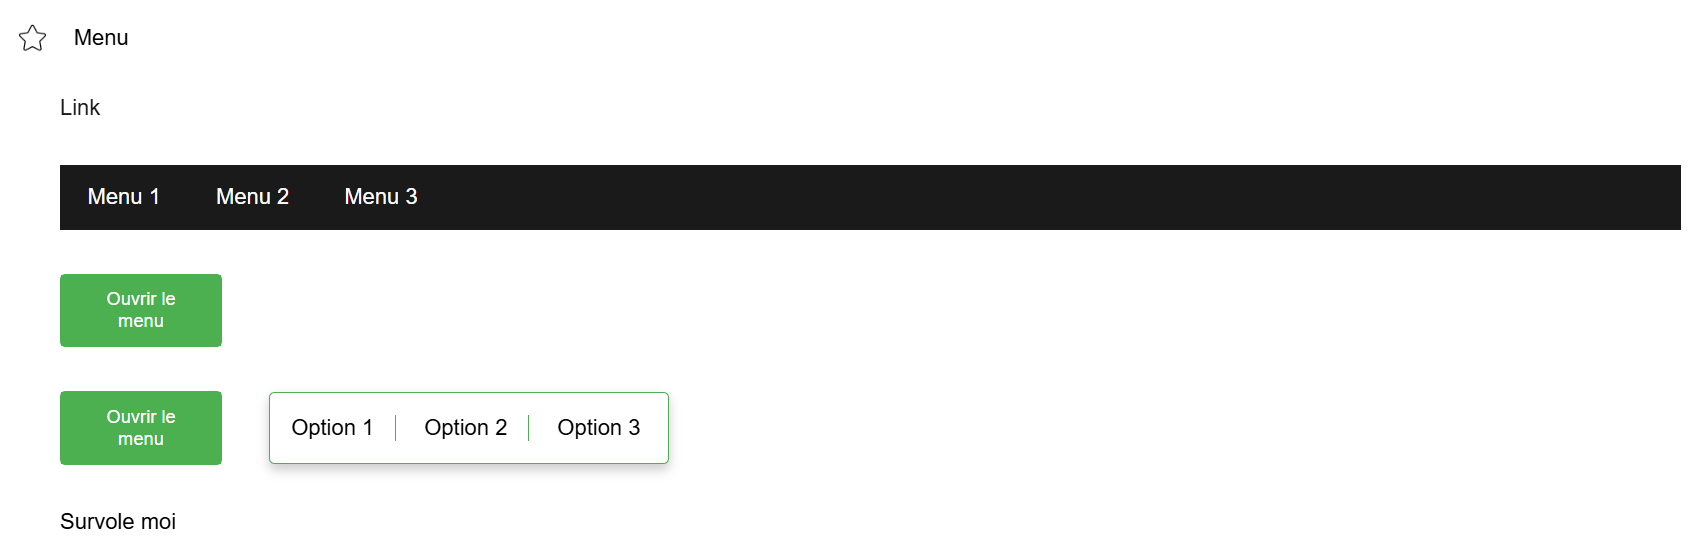 Menu
Link
Menu 1 Menu 2 Menu 3
Ouvrir le
menu
Ouvrir le
menu
Option 1 Option 2 Option 3
Survole moi